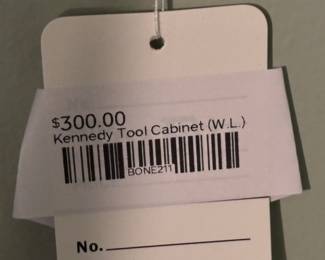 $300.00
Kennedy Tool Cabinet (W.L.)
BONE211
No.